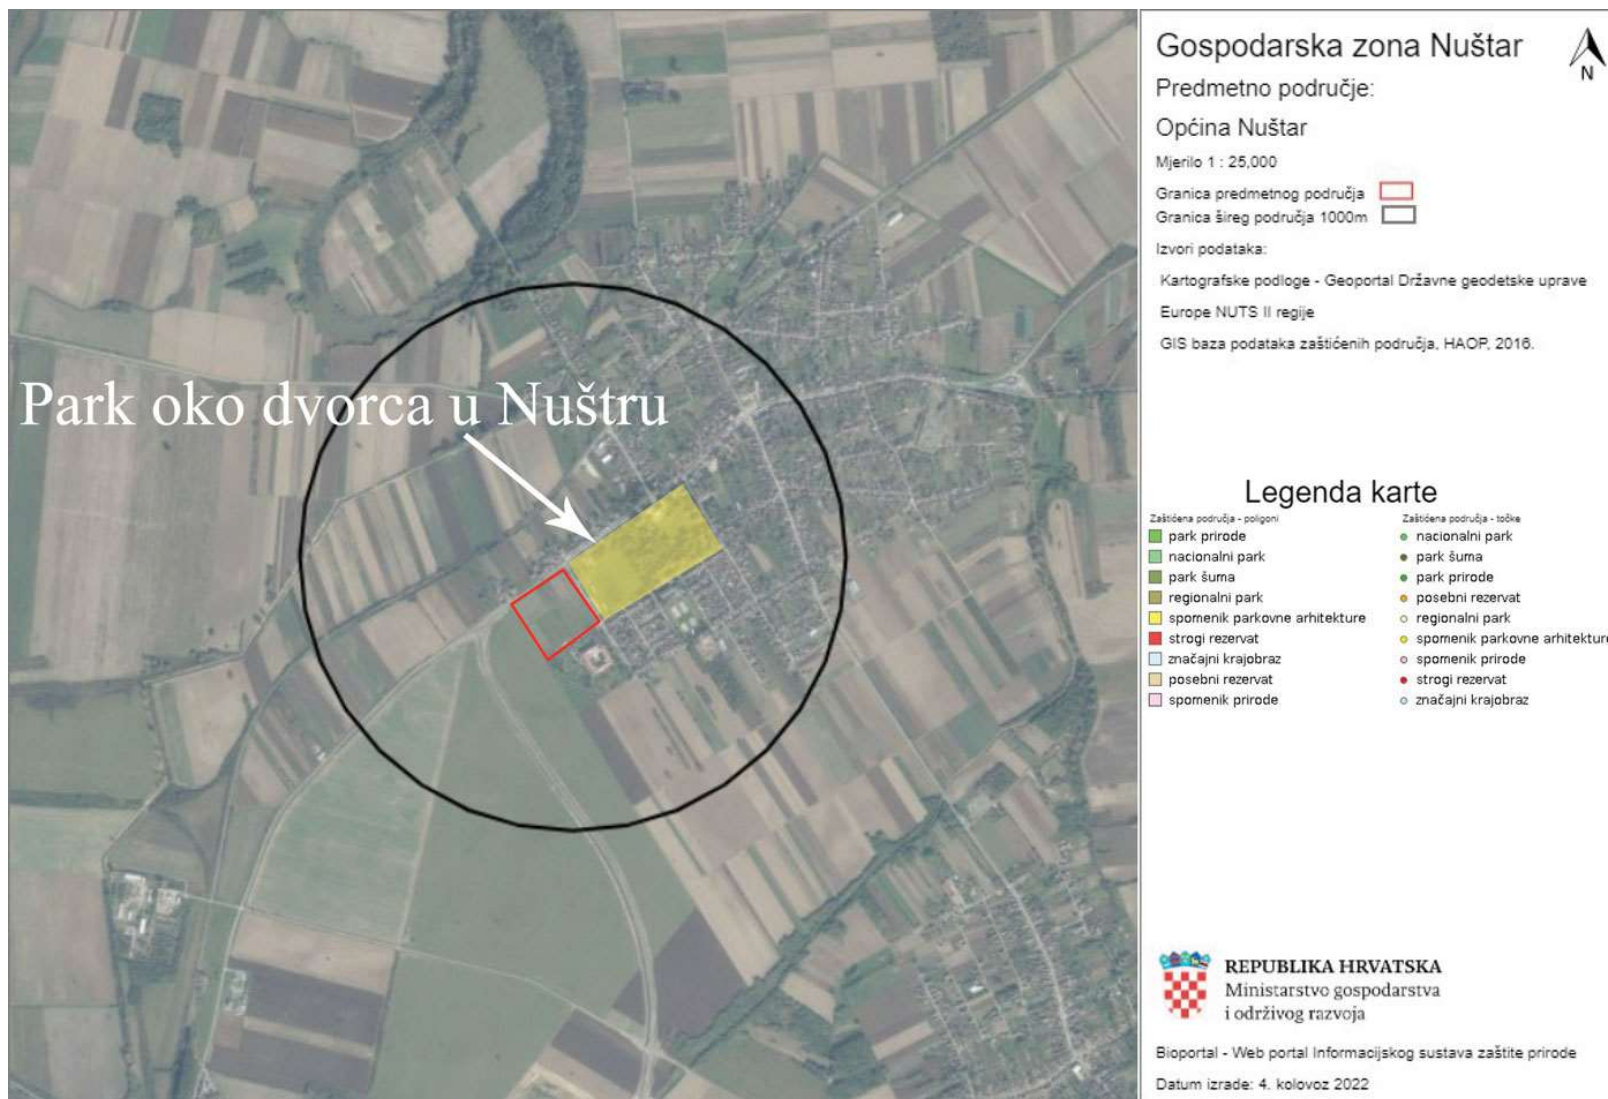 Park oko dvorca u Nuštru
Gospodarska zona Nuštar
N
Predmetno područje:
Općina Nuštar
Mjerilo 1 : 25,000
Granica predmetnog područja
Granica šireg područja 1000m
Izvori podataka:
Kartografske podloge - Geoportal Državne geodetske uprave
Europe NUTS II regije
GIS baza podataka zaštićenih područja, HAOP, 2016.
Legenda karte
Zaštićena područja - poligoni
park prirode
nacionalni park
park šuma
regionalni park
spomenik parkovne arhitekture
strogi rezervat
značajni krajobraz
posebni rezervat
spomenik prirode
Zaštićena područja - točke
nacionalni park
park šuma
park prirode
posebni rezervat
regionalni park
spomenik parkovne arhitekture
spomenik prirode
strogi rezervat
značajni krajobraz
REPUBLIKA HRVATSKA
Ministarstvo gospodarstva
i održivog razvoja
Bioportal - Web portal Informacijskog sustava zaštite prirode
Datum izrade: 4. kolovoz 2022